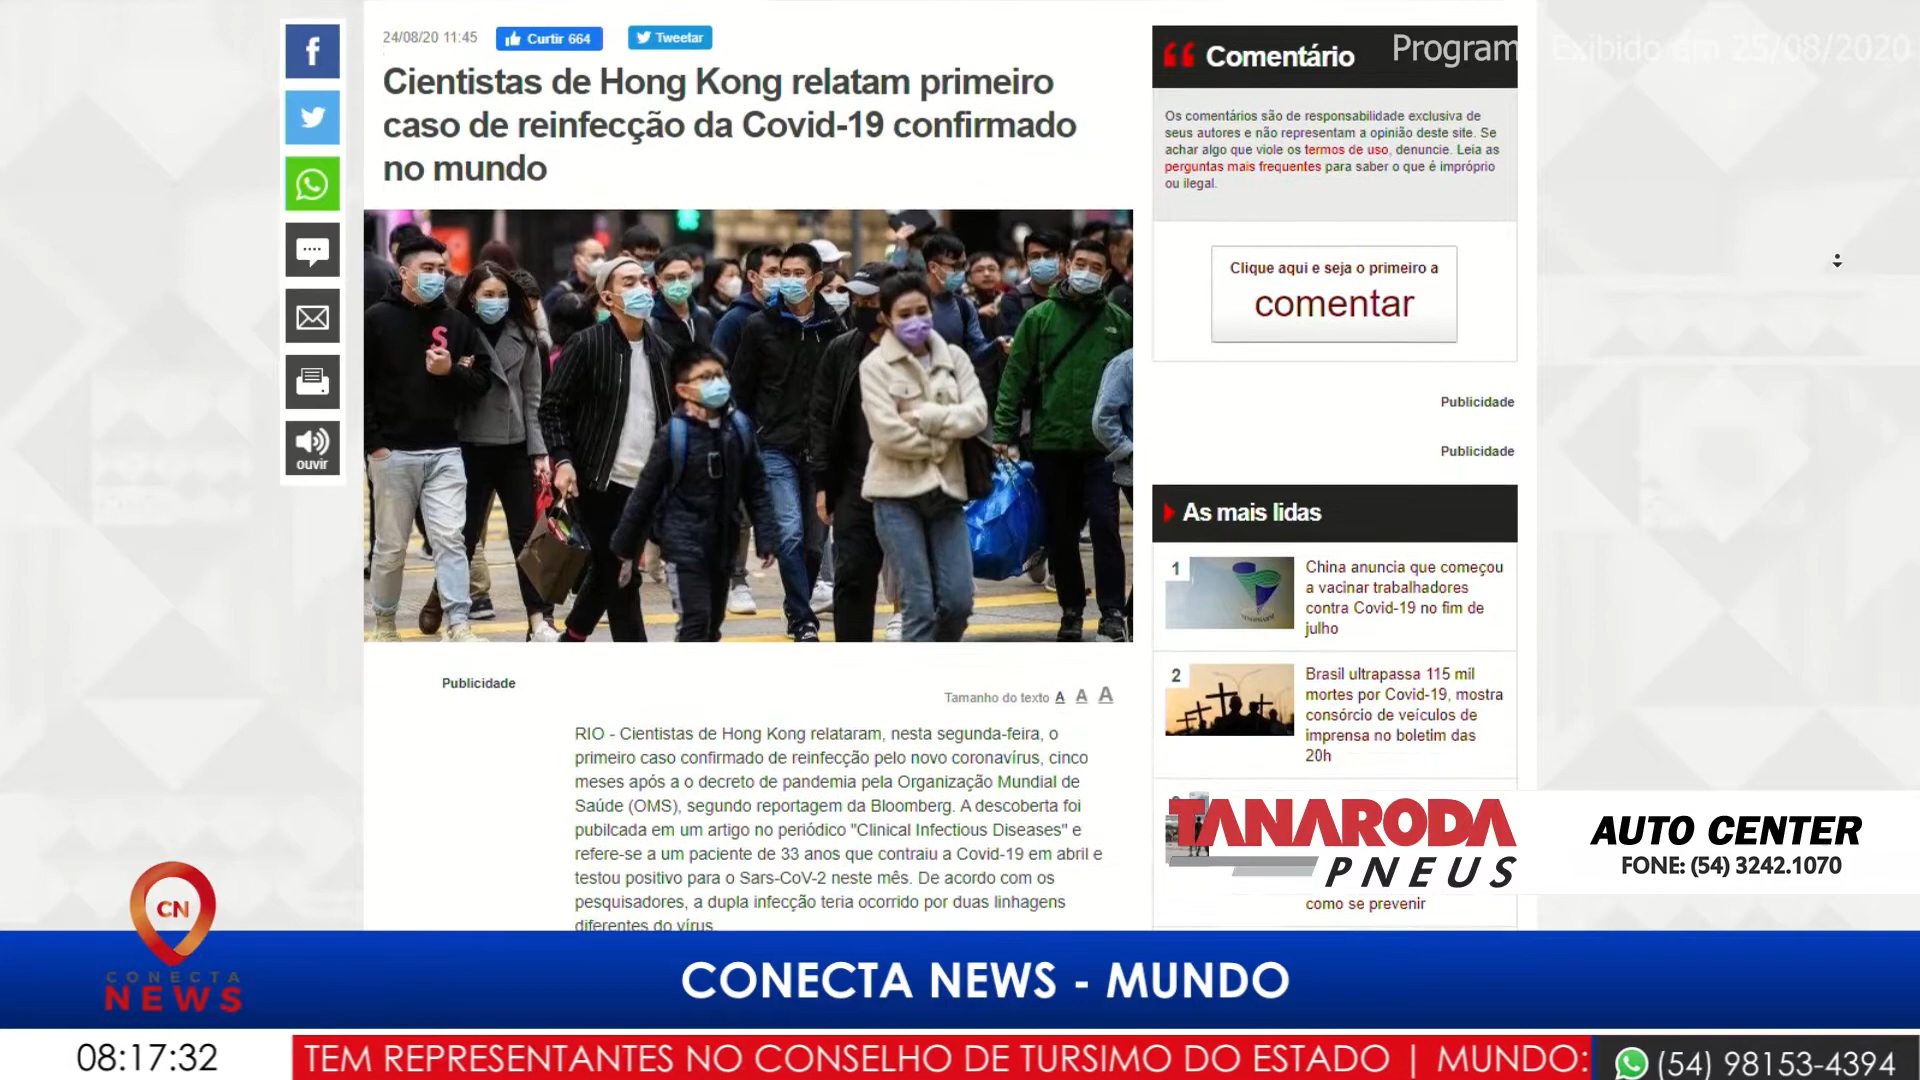 24/08/20 11:45
Curtir 664
Tweetar
Cientistas de Hong Kong relatam primeiro
caso de reinfecção da Covid-19 confirmado
no mundo
ouvir
Publicidade
Tamanho do texto A A A
RIO - Cientistas de Hong Kong relataram, nesta segunda-feira, o
primeiro caso confirmado de reinfecção pelo novo coronavírus, cinco
meses após a o decreto de pandemia pela Organização Mundial de
Saúde (OMS), segundo reportagem da Bloomberg. A descoberta foi
pubilcada em um artigo no periódico "Clinical Infectious Diseases" e
refere-se a um paciente de 33 anos que contraiu a Covid-19 em abril e
testou positivo para o Sars-CoV-2 neste mês. De acordo com os
pesquisadores, a dupla infecção teria ocorrido por duas linhagens
diferentes do vírus.
Comentário
Program
Exibido em 25/08/2020
Os comentários são de responsabilidade exclusiva de
seus autores e não representam a opinião deste site. Se
achar algo que viole os termos de uso, denuncie. Leia as
perguntas mais frequentes para saber o que é impróprio
ou ilegal.
Clique aqui e seja o primeiro a
comentar
Publicidade
Publicidade
As mais lidas
1
China anuncia que começou
a vacinar trabalhadores
contra Covid-19 no fim de
julho
2
Brasil ultrapassa 115 mil
mortes por Covid-19, mostra
consórcio de veículos de
imprensa no boletim das
20h
como se prevenir
TANARODA
PNEUS
AUTO CENTER
FONE: (54) 3242.1070
CN
CONECTA
NEWS
CONECTA NEWS - MUNDO
08:17:32
TEM REPRESENTANTES NO CONSELHO DE TURSIMO DO ESTADO | MUNDO:
(54) 98153-4394